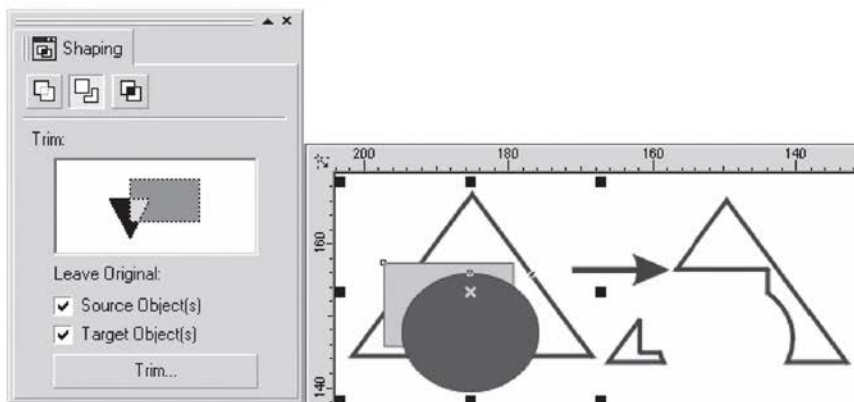 Shaping
Trim:
Leave Original:
Source Object(s)
Target Object(s)
Trim...
200 180 160 140
160
140